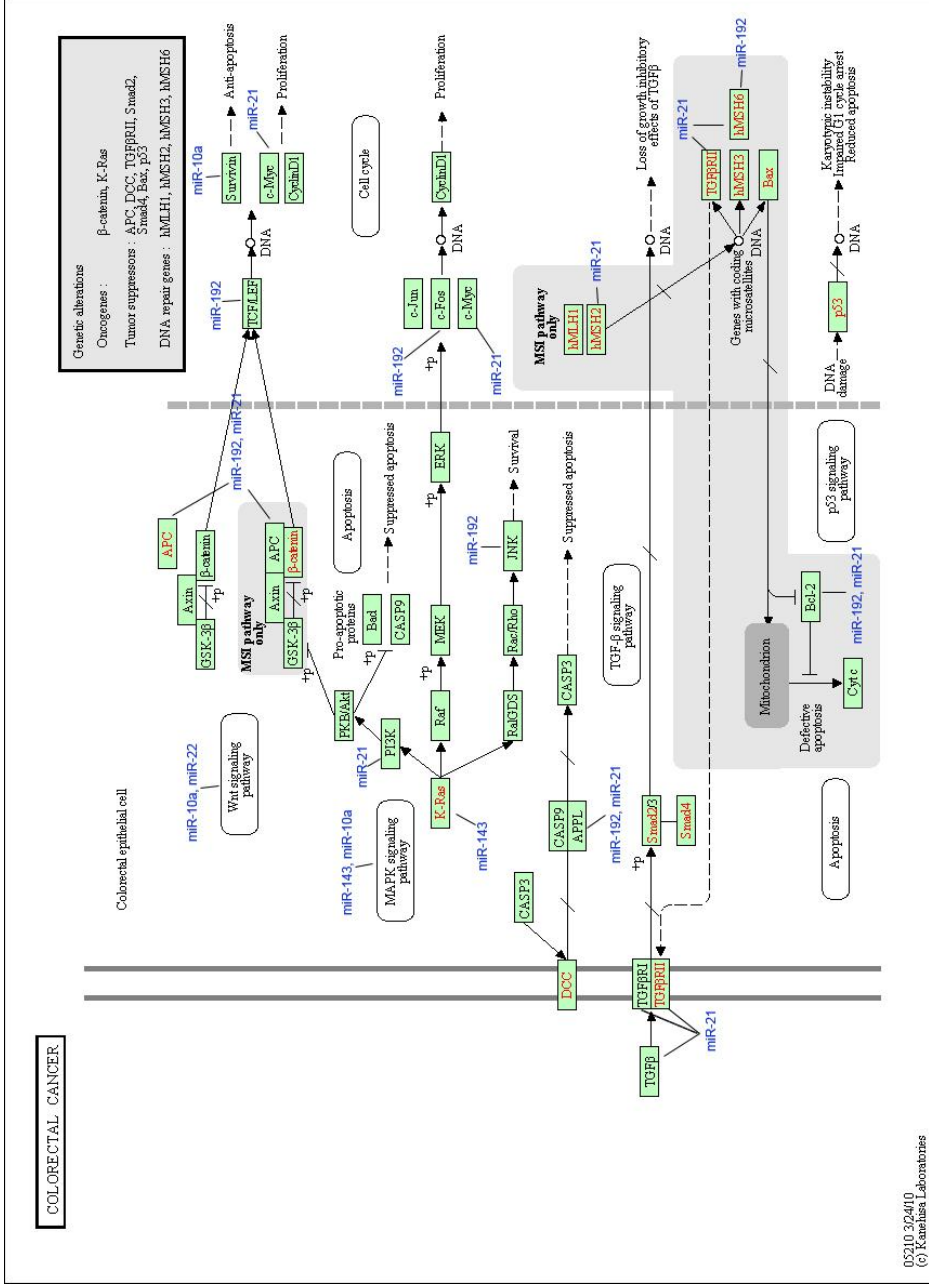 COLORECTAL CANCER
Colorectal epithelial cell
Genetic alterations
Oncogenes : β-catenin, K-Ras
Tumor suppressors : APC, DCC, TGFβRII, Smad2,
Smad4, Bax, p53
DNA repair genes : hMLH1, hMSH2, hMSH3, hMSH6
miR-10a, miR-22
Wnt signaling
pathway
APC
Axin
GSK-3β
β-catenin
+p
miR-192, miR-21
MSI pathway
only
Axin
APC
GSK-3β
β-catenin
+p
+p
miR-192
TCF/LEF
DNA
miR-10a
Survivin
Anti-apoptosis
miR-21
c-Myc
CyclinD1
Proliferation
miR-143, miR-10a
MAPK signaling
pathway
miR-21
PI3K
PKB/Akt
Pro-apoptotic
proteins
+p
Bad
CASP9
Suppressed apoptosis
Apoptosis
Cell cycle
K-Ras
miR-143
Raf
+p
MEK
+p
ERK
+p
miR-192
c-Jun
c-Fos
c-Myc
miR-21
DNA
CyclinD1
Proliferation
RalGDS
Rac/Rho
JNK
miR-192
Survival
CASP3
DCC
CASP9
APPL
miR-192, miR-21
CASP3
Suppressed apoptosis
TGF-β signaling
pathway
MSI pathway
only
hMLH1
hMSH2
miR-21
TGFβ
TGFβRI
TGFβRII
miR-21
+p
Smad2/3
Smad4
DNA
Loss of growth inhibitory
effects of TGFβ
Genes with coding
microsatellites
DNA
TGFβRII
hMSH3
Bax
miR-21
hMSH6
miR-192
Apoptosis
Mitochondrion
Defective
apoptosis
Cyt c
Bcl-2
miR-192, miR-21
p53 signaling
pathway
DNA
damage
p53
DNA
Karyotypic instability
Impaired G1 cycle arrest
Reduced apoptosis
05210 3/24/10
(c) Kanehisa Laboratories